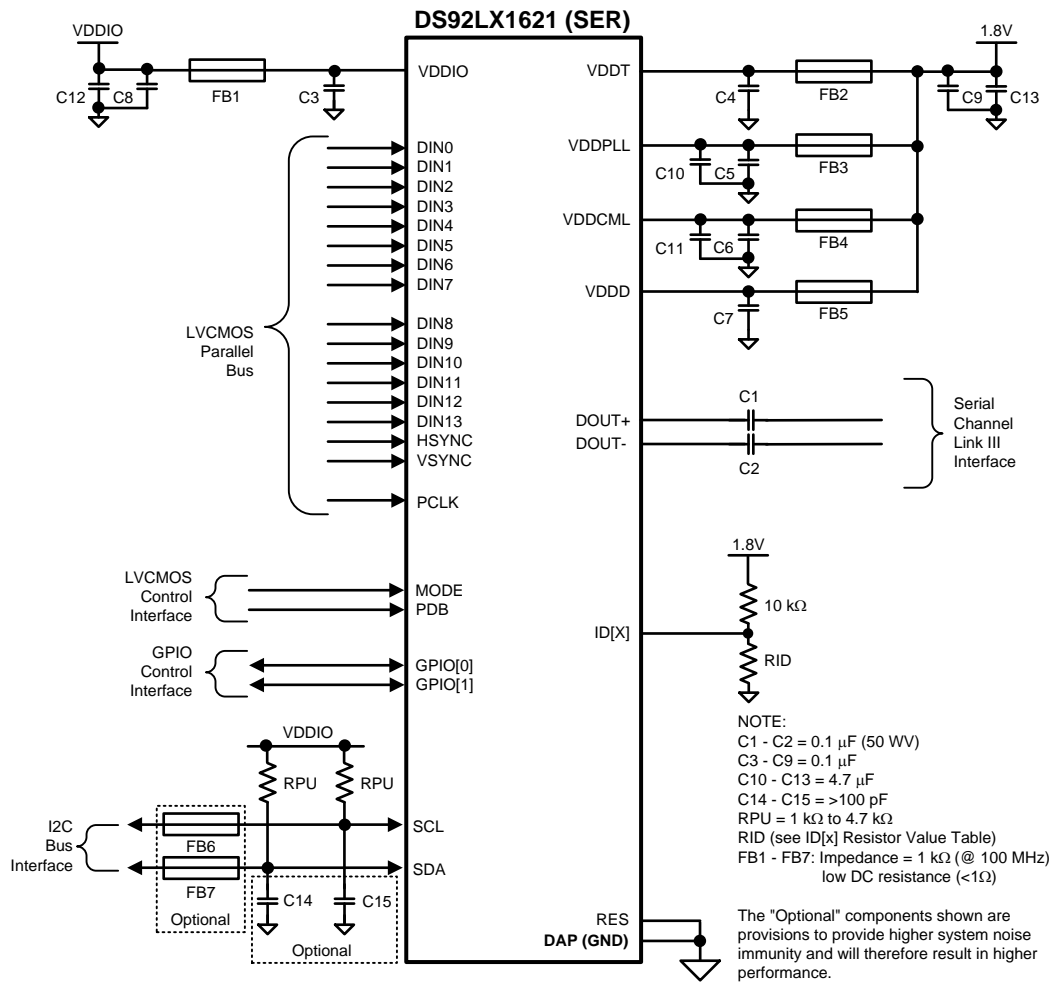 DS92LX1621 (SER)
VDDIO
C12
C8
FB1
C3
VDDIO
DIN0
DIN1
DIN2
DIN3
DIN4
DIN5
DIN6
DIN7
DIN8
DIN9
DIN10
DIN11
DIN12
DIN13
HSYNC
VSYNC
PCLK
LVCMOS
Parallel
Bus
LVCMOS
Control
Interface
MODE
PDB
GPIO
Control
Interface
GPIO[0]
GPIO[1]
VDDIO
RPU
RPU
I2C
Bus
Interface
FB6
FB7
Optional
SCL
SDA
C14
C15
Optional
1.8V
VDDT
C4
FB2
C9
C13
VDDPLL
C10
C5
FB3
VDDCML
C11
C6
FB4
VDDD
C7
FB5
DOUT+
DOUT-
C1
C2
Serial
Channel
Link III
Interface
1.8V
10 kΩ
ID[X]
RID
RES
DAP (GND)
NOTE:
C1 - C2 = 0.1 μF (50 WV)
C3 - C9 = 0.1 μF
C10 - C13 = 4.7 μF
C14 - C15 = >100 pF
RPU = 1 kΩ to 4.7 kΩ
RID (see ID[x] Resistor Value Table)
FB1 - FB7: Impedance = 1 kΩ (@ 100 MHz)
low DC resistance (<1Ω)
The "Optional" components shown are
provisions to provide higher system noise
immunity and will therefore result in higher
performance.